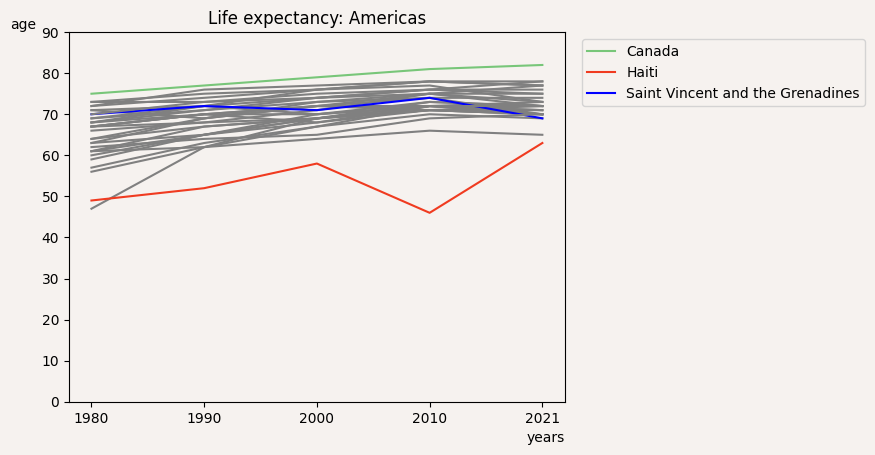 Life expectancy: Americas
age
90
80
70
60
50
40
30
20
10
0
1980 1990 2000 2010 2021
years
Canada
Haiti
Saint Vincent and the Grenadines